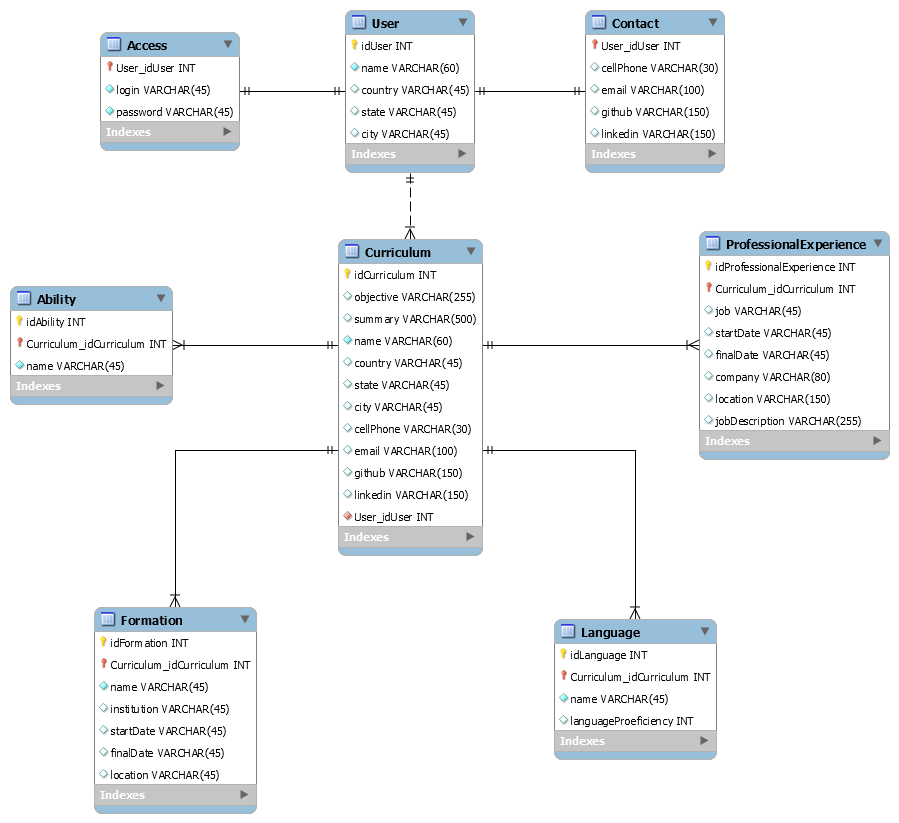 Access
User_idUser INT
login VARCHAR(45)
password VARCHAR(45)
Indexes
User
idUser INT
name VARCHAR(60)
country VARCHAR(45)
state VARCHAR(45)
city VARCHAR(45)
Indexes
Contact
User_idUser INT
cellPhone VARCHAR(30)
email VARCHAR(100)
github VARCHAR(150)
linkedin VARCHAR(150)
Indexes
Ability
idAbility INT
Curriculum_idCurriculum INT
name VARCHAR(45)
Indexes
Curriculum
idCurriculum INT
objective VARCHAR(255)
summary VARCHAR(500)
name VARCHAR(60)
country VARCHAR(45)
state VARCHAR(45)
city VARCHAR(45)
cellPhone VARCHAR(30)
email VARCHAR(100)
github VARCHAR(150)
linkedin VARCHAR(150)
User_idUser INT
Indexes
ProfessionalExperience
idProfessionalExperience INT
Curriculum_idCurriculum INT
job VARCHAR(45)
startDate VARCHAR(45)
finalDate VARCHAR(45)
company VARCHAR(80)
location VARCHAR(150)
jobDescription VARCHAR(255)
Indexes
Formation
idFormation INT
Curriculum_idCurriculum INT
name VARCHAR(45)
institution VARCHAR(45)
startDate VARCHAR(45)
finalDate VARCHAR(45)
location VARCHAR(45)
Indexes
Language
idLanguage INT
Curriculum_idCurriculum INT
name VARCHAR(45)
languageProeficiency INT
Indexes